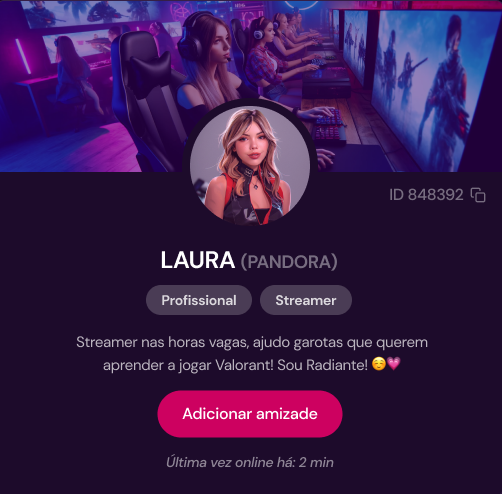 ID 848392
LAURA (PANDORA)
Profissional Streamer
Streamer nas horas vagas, ajudo garotas que querem
aprender a jogar Valorant! Sou Radiante! ☺️💗
Adicionar amizade
Última vez online há: 2 min